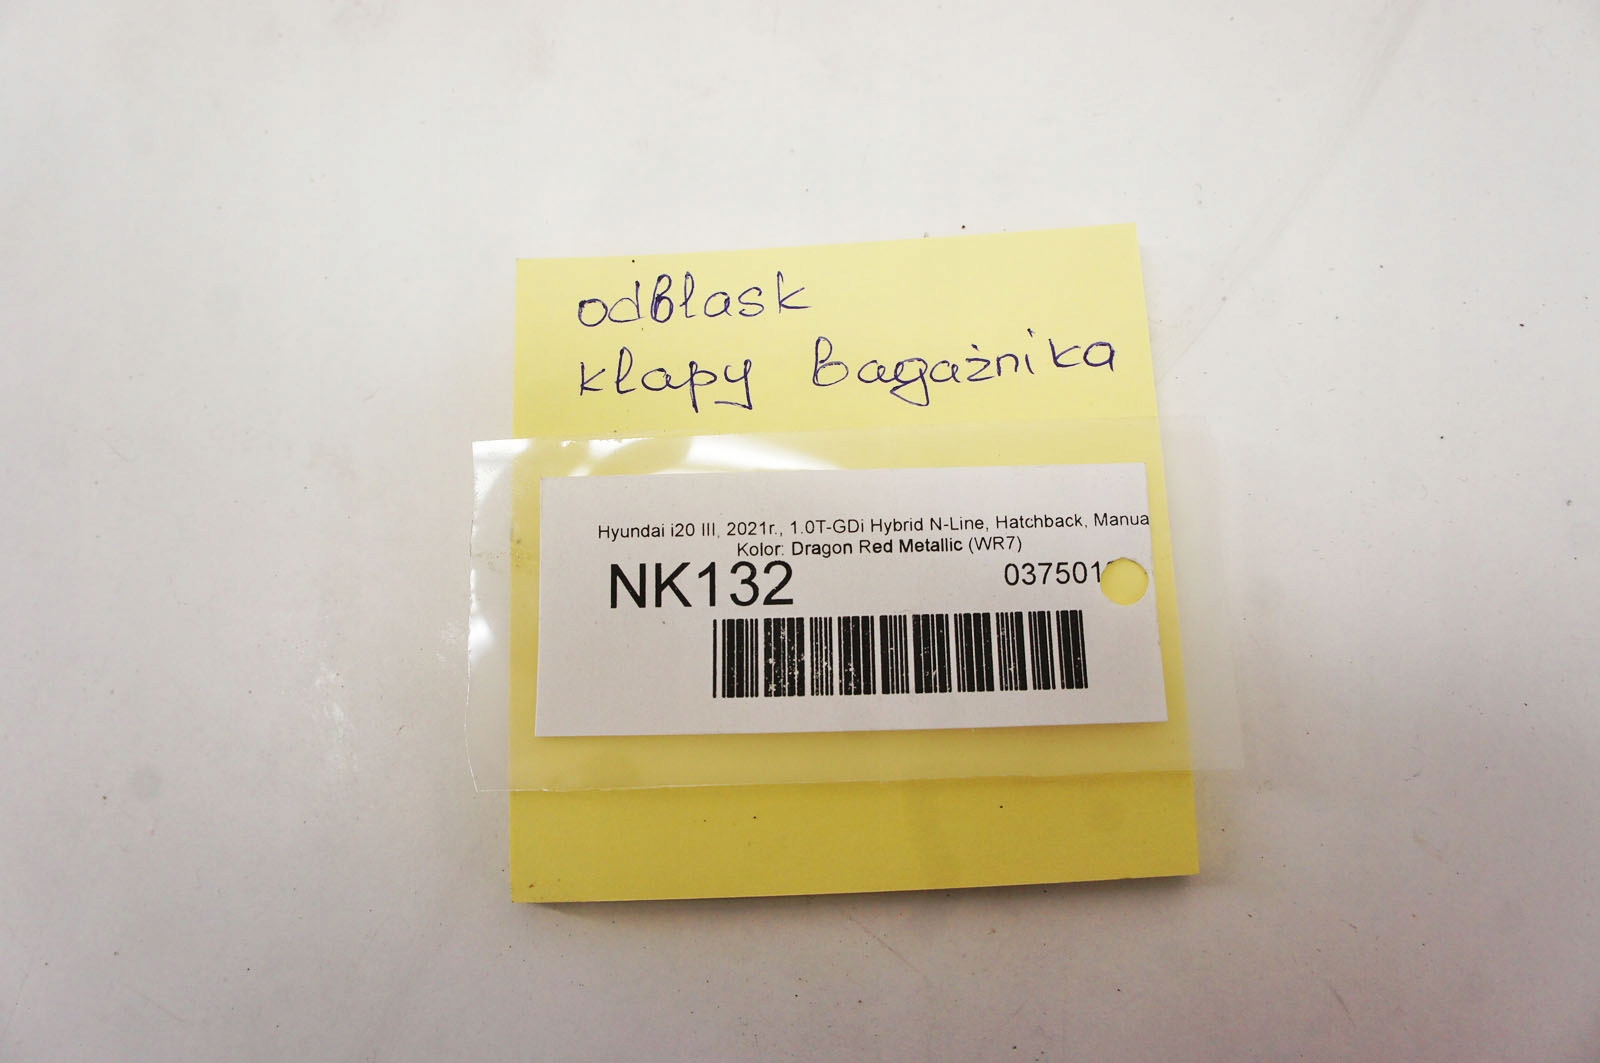 odblask
klapy bagażnika
Hyundai i20 III, 2021r., 1.0T-GDi Hybrid N-Line, Hatchback, Manua
Kolor: Dragon Red Metallic (WR7)
NK132